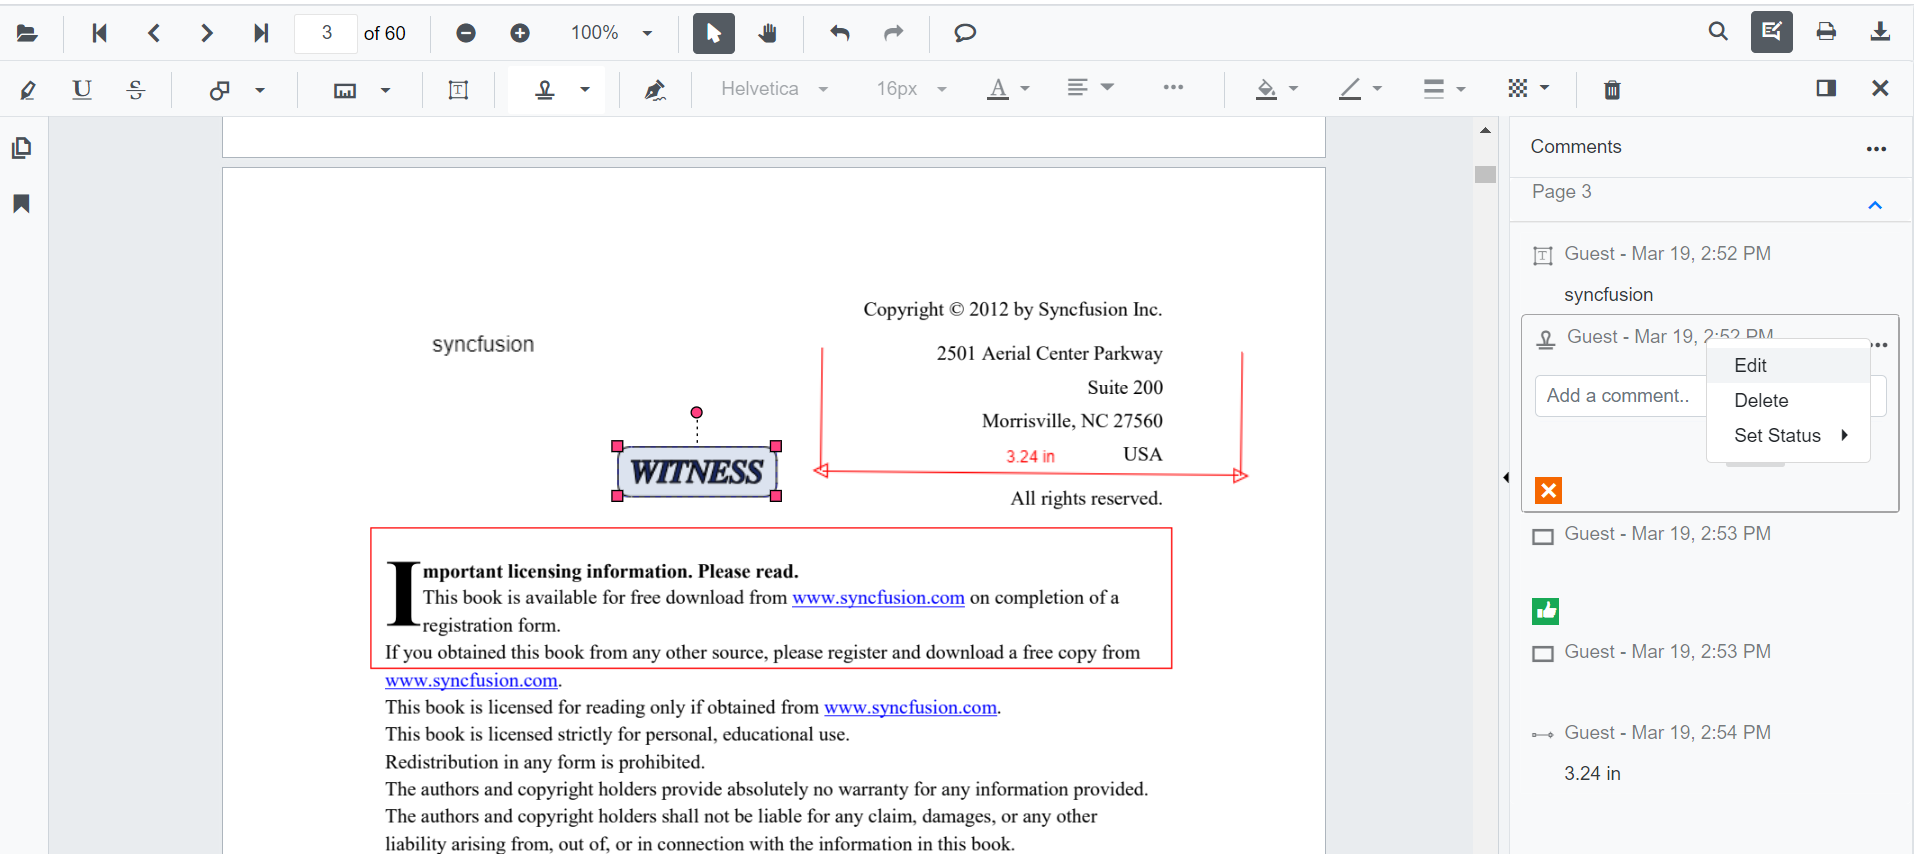 3 of 60 100%
U S T Helvetica 16px A
Comments
Page 3
Guest - Mar 19, 2:52 PM
syncfusion
Guest - Mar 19, 2:52 PM
Edit
Add a comment..
Delete
Set Status
Guest - Mar 19, 2:53 PM
Guest - Mar 19, 2:53 PM
Guest - Mar 19, 2:54 PM
3.24 in
Copyright © 2012 by Syncfusion Inc.
syncfusion
2501 Aerial Center Parkway
Suite 200
Morrisville, NC 27560
3.24 in
USA
WITNESS
All rights reserved.
Important licensing information. Please read.
This book is available for free download from www.syncfusion.com on completion of a
registration form.
If you obtained this book from any other source, please register and download a free copy from
www.syncfusion.com.
This book is licensed for reading only if obtained from www.syncfusion.com.
This book is licensed strictly for personal, educational use.
Redistribution in any form is prohibited.
The authors and copyright holders provide absolutely no warranty for any information provided.
The authors and copyright holders shall not be liable for any claim, damages, or any other
liability arising from, out of, or in connection with the information in this book.